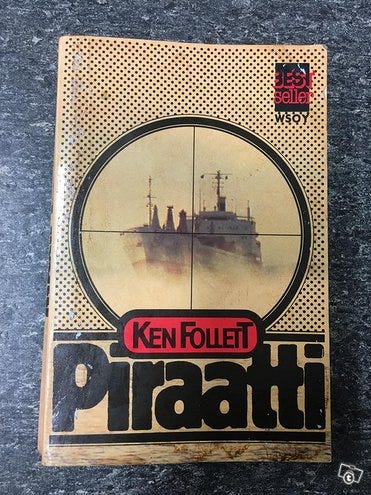 BEST
seller
WSOY
KEN FOLLETT
Piraatti